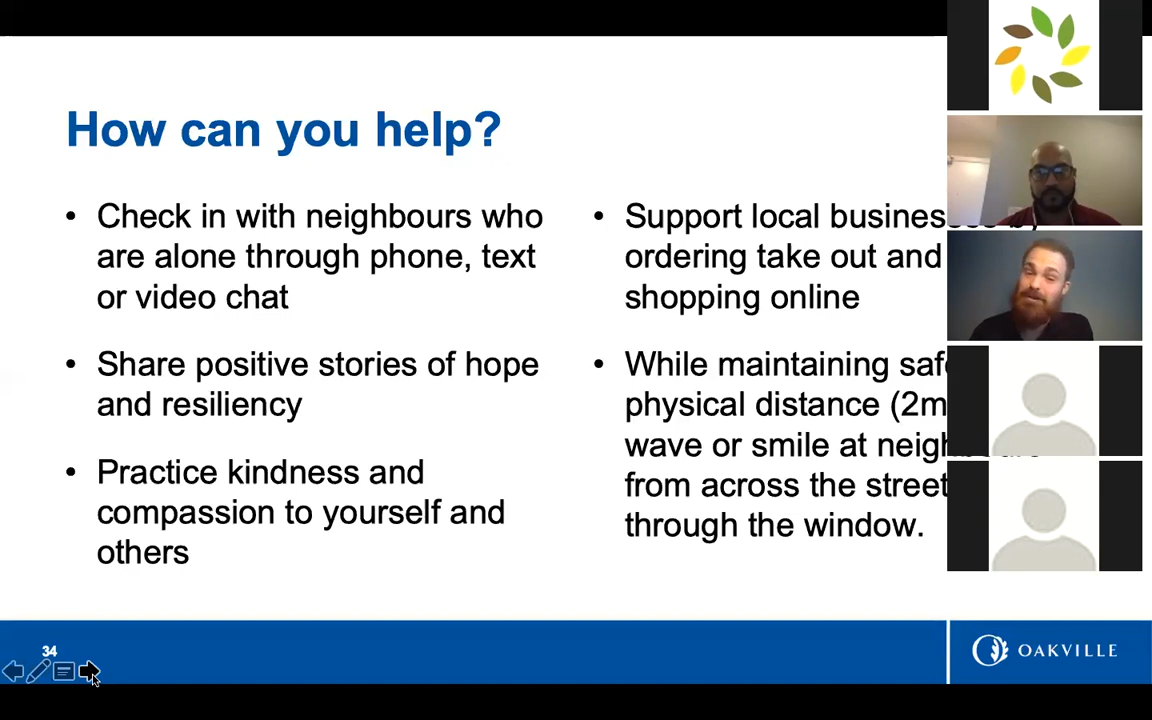 How can you help?
• Check in with neighbours who
are alone through phone, text
or video chat
• Share positive stories of hope
and resiliency
• Practice kindness and
compassion to yourself and
others
• Support local businesses by
ordering take out and
shopping online
• While maintaining safe
physical distance (2m
wave or smile at neighbours
from across the street
through the window.
34
OAKVILLE